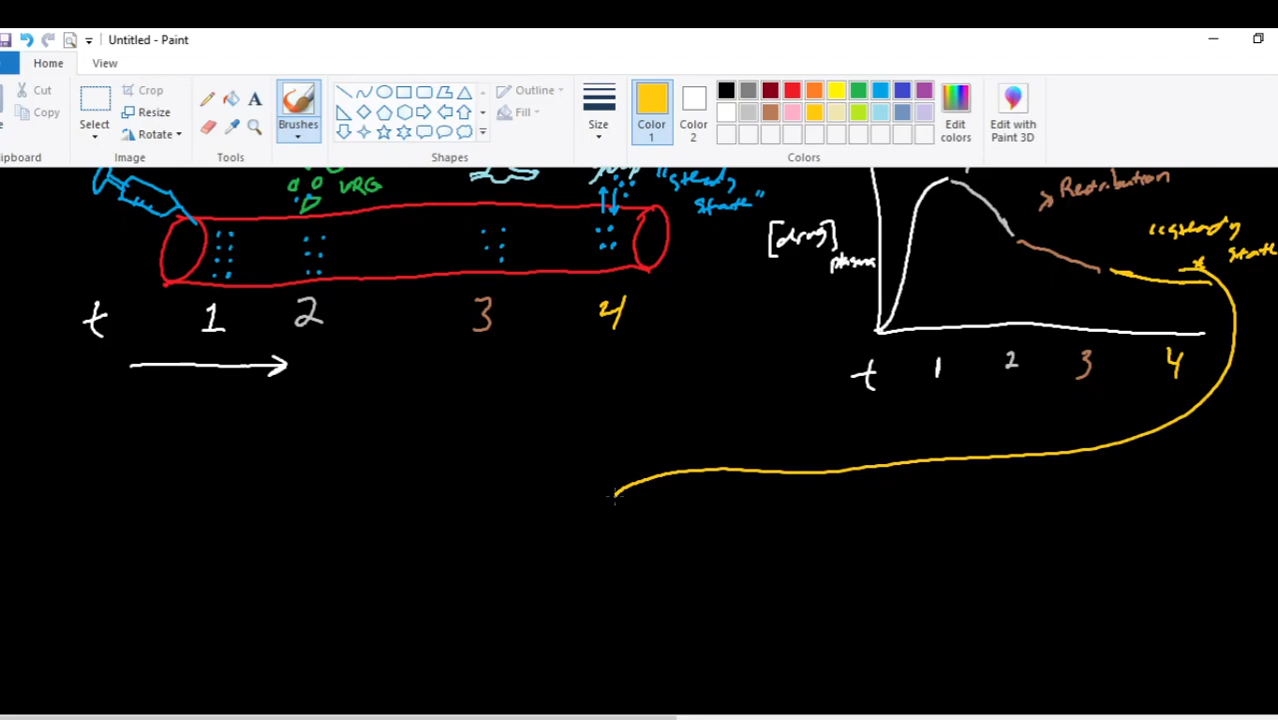 Untitled - Paint
Home
View
Cut
Copy
lipboard
Select
Crop
Resize
Rotate
Image
Tools
Brushes
Shapes
Outline
Fill
Size
Color
1
Color
2
Edit
colors
Edit with
Paint 3D
Colors
VRG
"steady
state"
t
1
2
3
4
[drug]
plasma
Redistribution
"steady
state
t
1
2
3
4